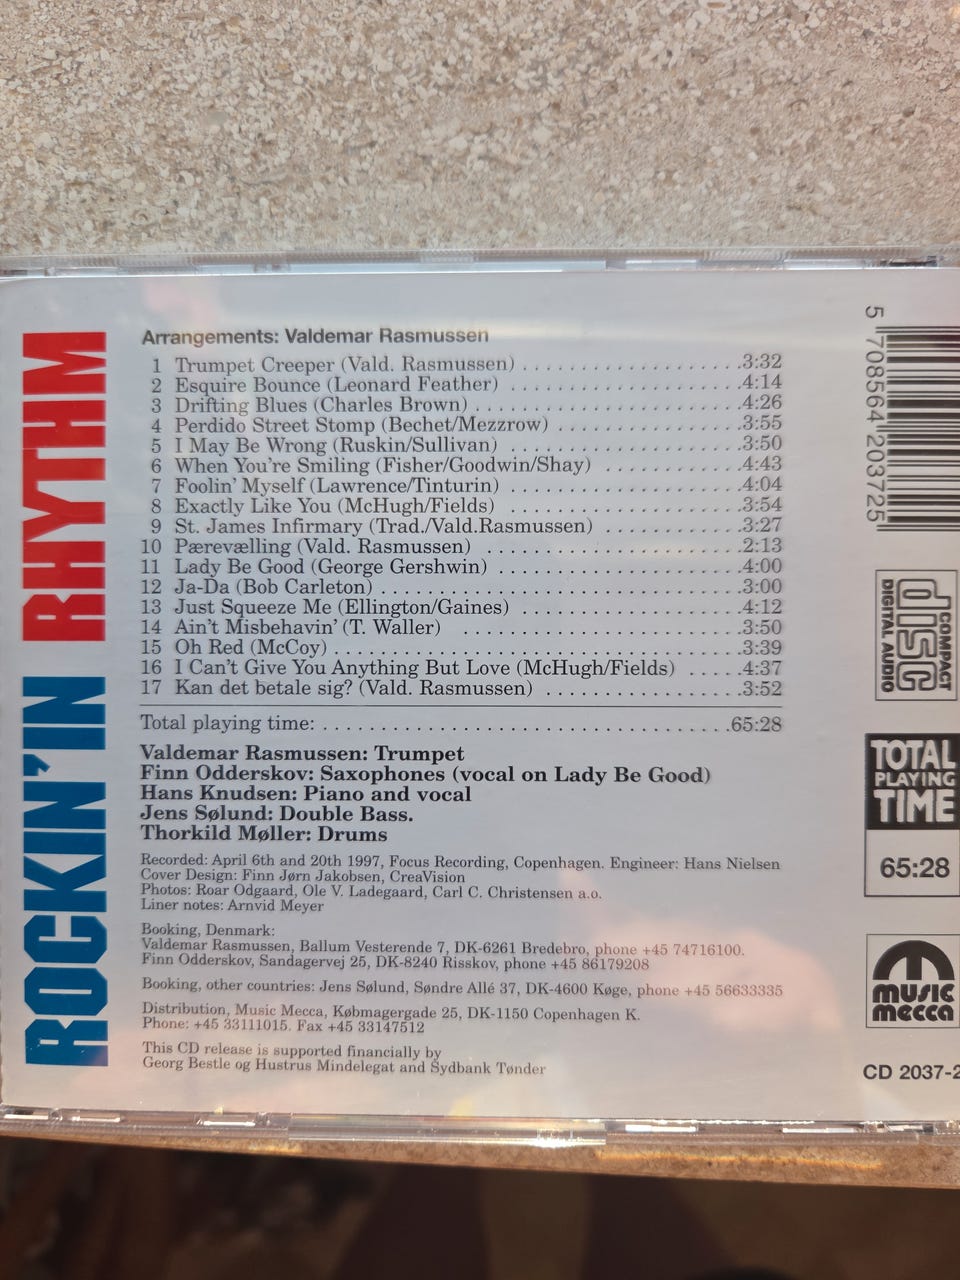 ROCKIN' IN RHYTHM
Arrangements: Valdemar Rasmussen
1 Trumpet Creeper (Vald. Rasmussen) . . . . . . . . . . . . . . . . . . . . .3:32
2 Esquire Bounce (Leonard Feather) . . . . . . . . . . . . . . . . . . . . . .4:14
3 Drifting Blues (Charles Brown) . . . . . . . . . . . . . . . . . . . . . . . . .4:26
4 Perdido Street Stomp (Bechet/Mezzrow) . . . . . . . . . . . . . . . . .3:55
5 I May Be Wrong (Ruskin/Sullivan) . . . . . . . . . . . . . . . . . . . . . .3:50
6 When You're Smiling (Fisher/Goodwin/Shay) . . . . . . . . . . . . .4:43
7 Foolin' Myself (Lawrence/Tinturin) . . . . . . . . . . . . . . . . . . . . . .4:04
8 Exactly Like You (McHugh/Fields) . . . . . . . . . . . . . . . . . . . . . .3:54
9 St. James Infirmary (Trad./Vald.Rasmussen) . . . . . . . . . . . . .3:27
10 Pærevælling (Vald. Rasmussen) . . . . . . . . . . . . . . . . . . . . . . . .2:13
11 Lady Be Good (George Gershwin) . . . . . . . . . . . . . . . . . . . . . . .4:00
12 Ja-Da (Bob Carleton) . . . . . . . . . . . . . . . . . . . . . . . . . . . . . . . . .3:00
13 Just Squeeze Me (Ellington/Gaines) . . . . . . . . . . . . . . . . . . . . .4:12
14 Ain't Misbehavin' (T. Waller) . . . . . . . . . . . . . . . . . . . . . . . . . .3:50
15 Oh Red (McCoy) . . . . . . . . . . . . . . . . . . . . . . . . . . . . . . . . . . . . .3:39
16 I Can't Give You Anything But Love (McHugh/Fields) . . . . .4:37
17 Kan det betale sig? (Vald. Rasmussen) . . . . . . . . . . . . . . . . . .3:52
Total playing time: . . . . . . . . . . . . . . . . . . . . . . . . . . . . . . . . . . . . .65:28
Valdemar Rasmussen: Trumpet
Finn Odderskov: Saxophones (vocal on Lady Be Good)
Hans Knudsen: Piano and vocal
Jens Sølund: Double Bass.
Thorkild Møller: Drums
Recorded: April 6th and 20th 1997, Focus Recording, Copenhagen. Engineer: Hans Nielsen
Cover Design: Finn Jørn Jakobsen, CreaVision
Photos: Roar Odgaard, Ole V. Ladegaard, Carl C. Christensen a.o.
Liner notes: Arnvid Meyer
Booking, Denmark:
Valdemar Rasmussen, Ballum Vesterende 7, DK-6261 Bredebro, phone +45 74716100.
Finn Odderskov, Sandagervej 25, DK-8240 Risskov, phone +45 86179208
Booking, other countries: Jens Sølund, Søndre Allé 37, DK-4600 Køge, phone +45 56633335
Distribution, Music Mecca, Købmagergade 25, DK-1150 Copenhagen K.
Phone: +45 33111015. Fax +45 33147512
This CD release is supported financially by
Georg Bestle og Hustrus Mindelegat and Sydbank Tønder
5 708564 203725
COMPACT
disc
DIGITAL AUDIO
TOTAL
PLAYING
TIME
65:28
music
mecca
CD 2037-2